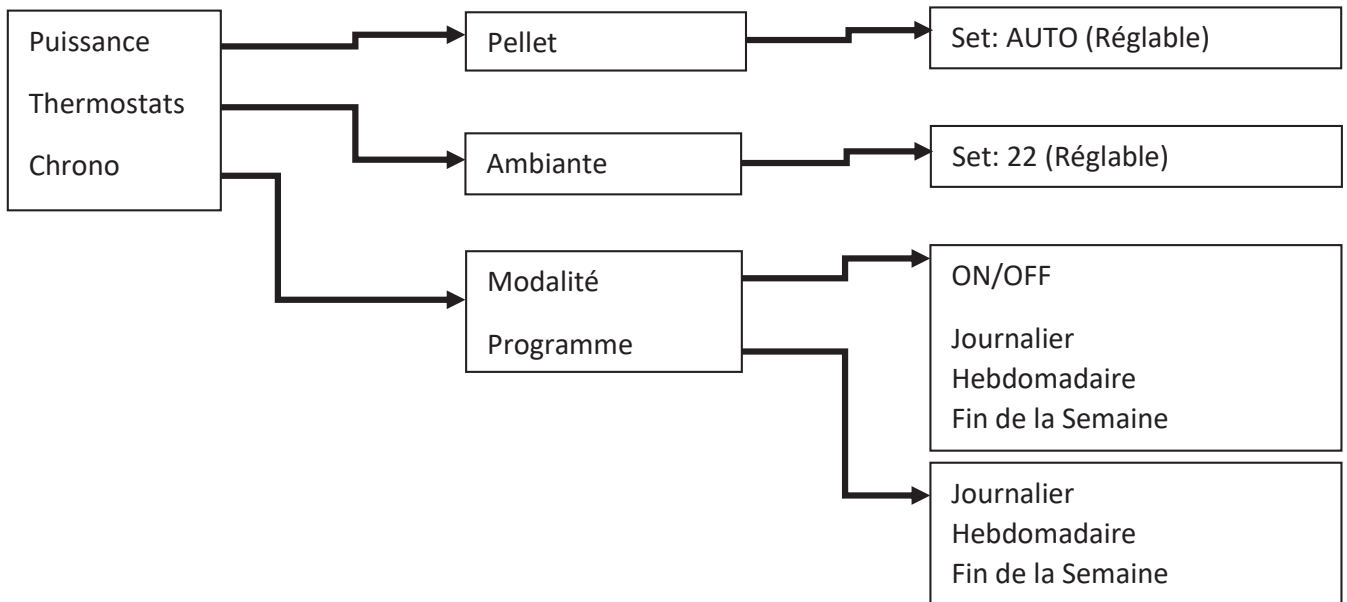 Puissance
Thermostats
Chrono
Pellet
Set: AUTO (Réglable)
Ambiante
Set: 22 (Réglable)
Modalité
Programme
ON/OFF
Journalier
Hebdomadaire
Fin de la Semaine
Journalier
Hebdomadaire
Fin de la Semaine